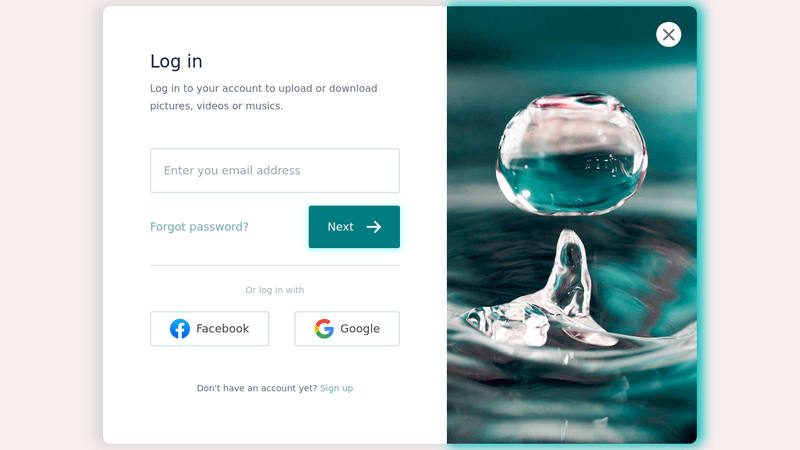 Log in
Log in to your account to upload or download
pictures, videos or musics.
Enter you email address
Forgot password?
Next
Or log in with
Facebook
Google
Don't have an account yet? Sign up